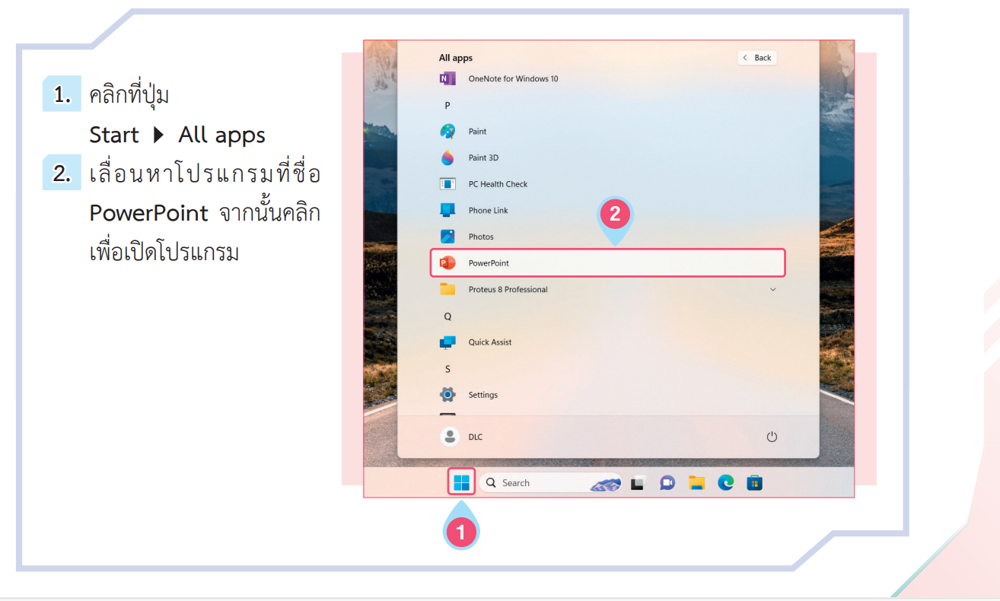 1. คลิกที่ปุ่ม
Start ▶ All apps
2. เลื่อนหาโปรแกรมที่ชื่อ
PowerPoint จากนั้นคลิก
เพื่อเปิดโปรแกรม
All apps
< Back
OneNote for Windows 10
P
Paint
Paint 3D
PC Health Check
Phone Link
2
Photos
PowerPoint
Proteus 8 Professional
Q
Quick Assist
S
Settings
DLC
Search
1